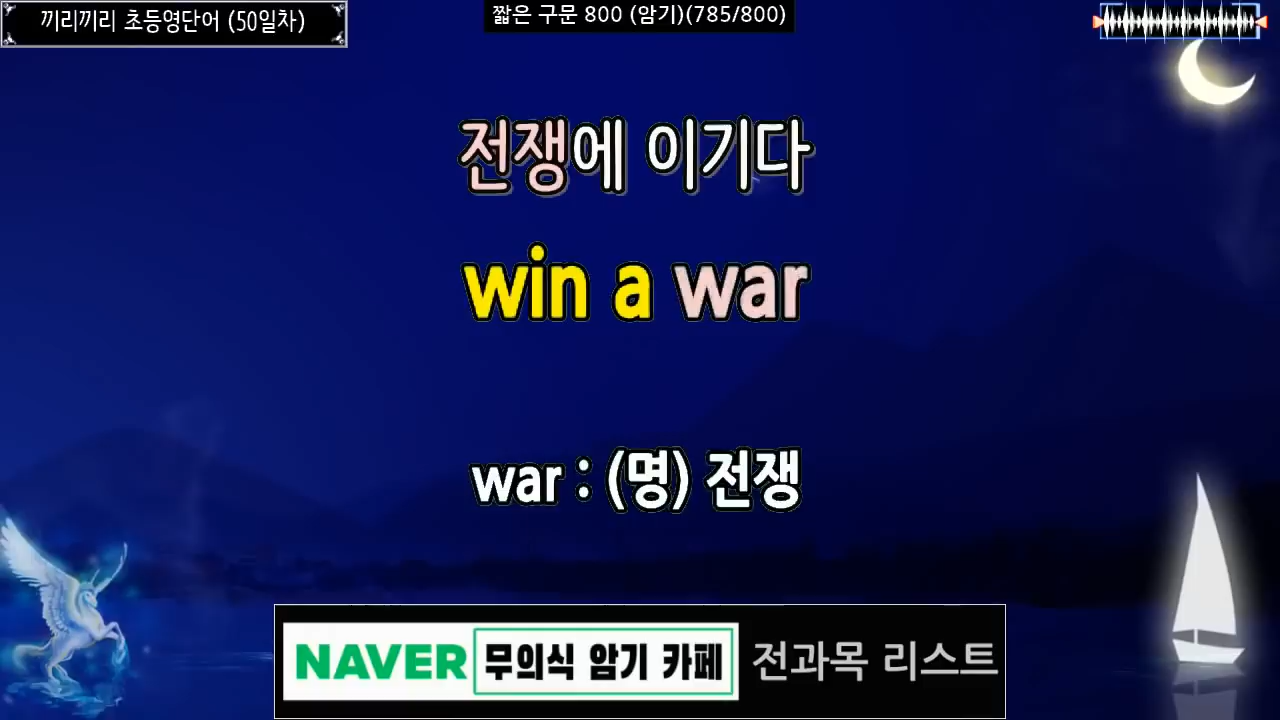 끼리끼리 초등영단어 (50일차)
짧은 구문 800 (암기)(785/800)
전쟁에 이기다
win a war
war : (명) 전쟁
NAVER 무의식 암기 카페 전과목 리스트